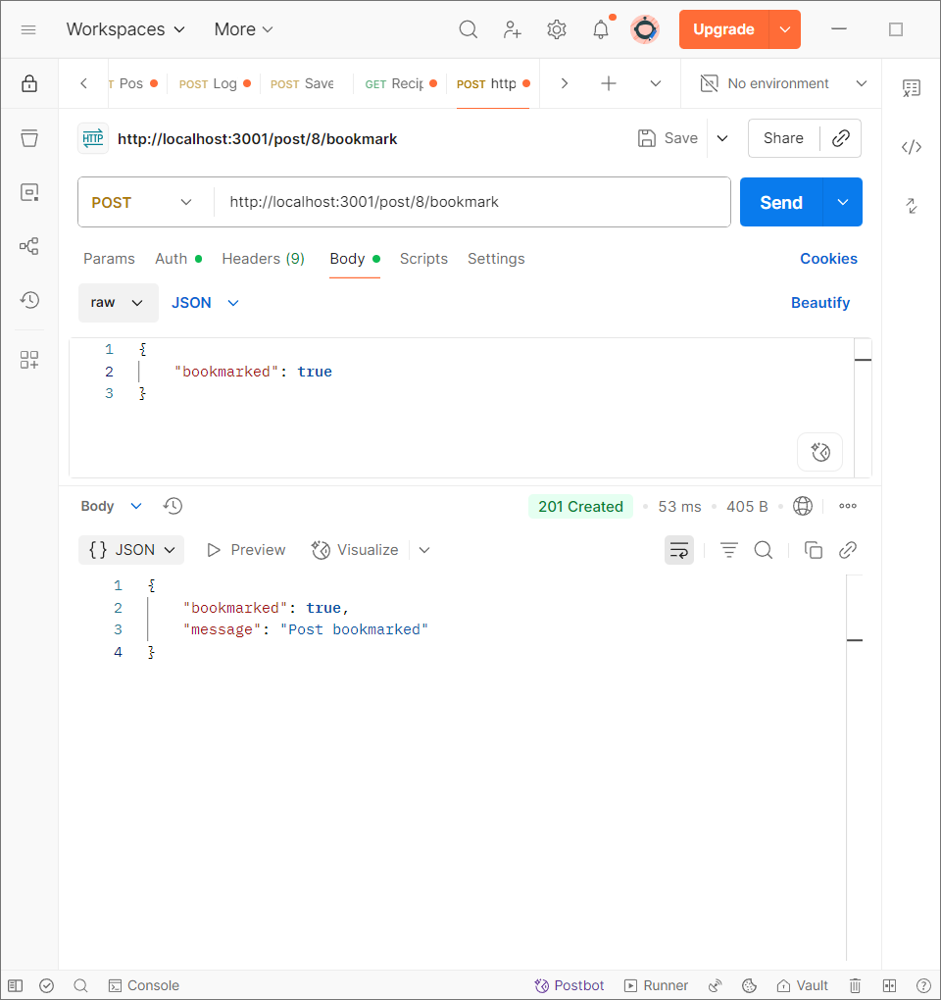 Workspaces More Upgrade
Pos POST Log POST Save GET Recip POST http No environment
HTTP http://localhost:3001/post/8/bookmark Save Share
POST http://localhost:3001/post/8/bookmark Send
Params Auth Headers (9) Body Scripts Settings Cookies
raw JSON Beautify
1 {
2 "bookmarked": true
3 }
Body 201 Created 53 ms 405 B
{} JSON Preview Visualize
1 {
2 "bookmarked": true,
3 "message": "Post bookmarked"
4 }
Console Postbot Runner Vault